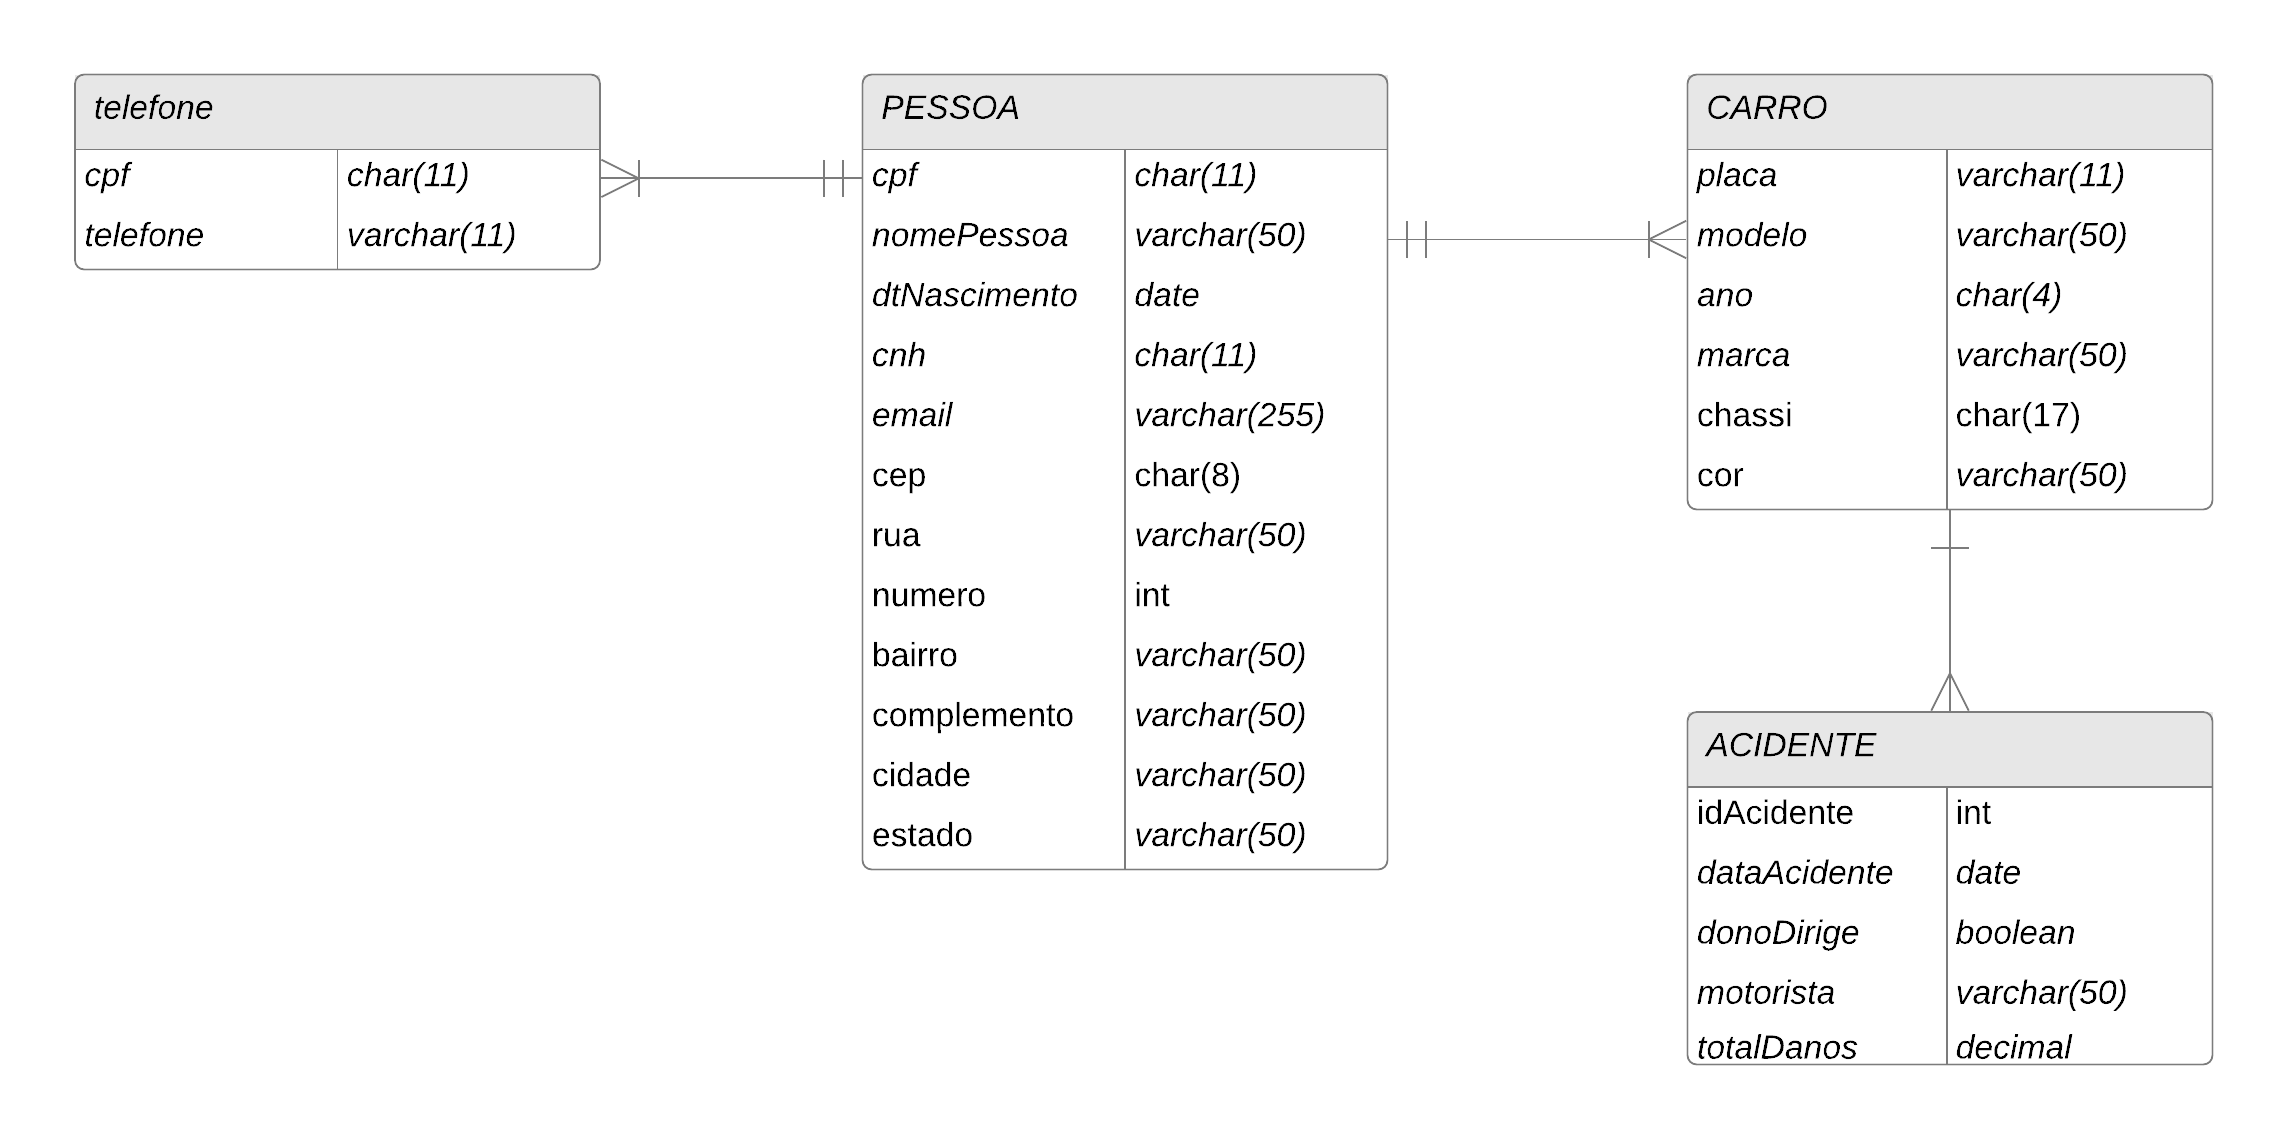 telefone
cpf char(11)
telefone varchar(11)
PESSOA
cpf char(11)
nomePessoa varchar(50)
dtNascimento date
cnh char(11)
email varchar(255)
cep char(8)
rua varchar(50)
numero int
bairro varchar(50)
complemento varchar(50)
cidade varchar(50)
estado varchar(50)
CARRO
placa varchar(11)
modelo varchar(50)
ano char(4)
marca varchar(50)
chassi char(17)
cor varchar(50)
ACIDENTE
idAcidente int
dataAcidente date
donoDirige boolean
motorista varchar(50)
totalDanos decimal